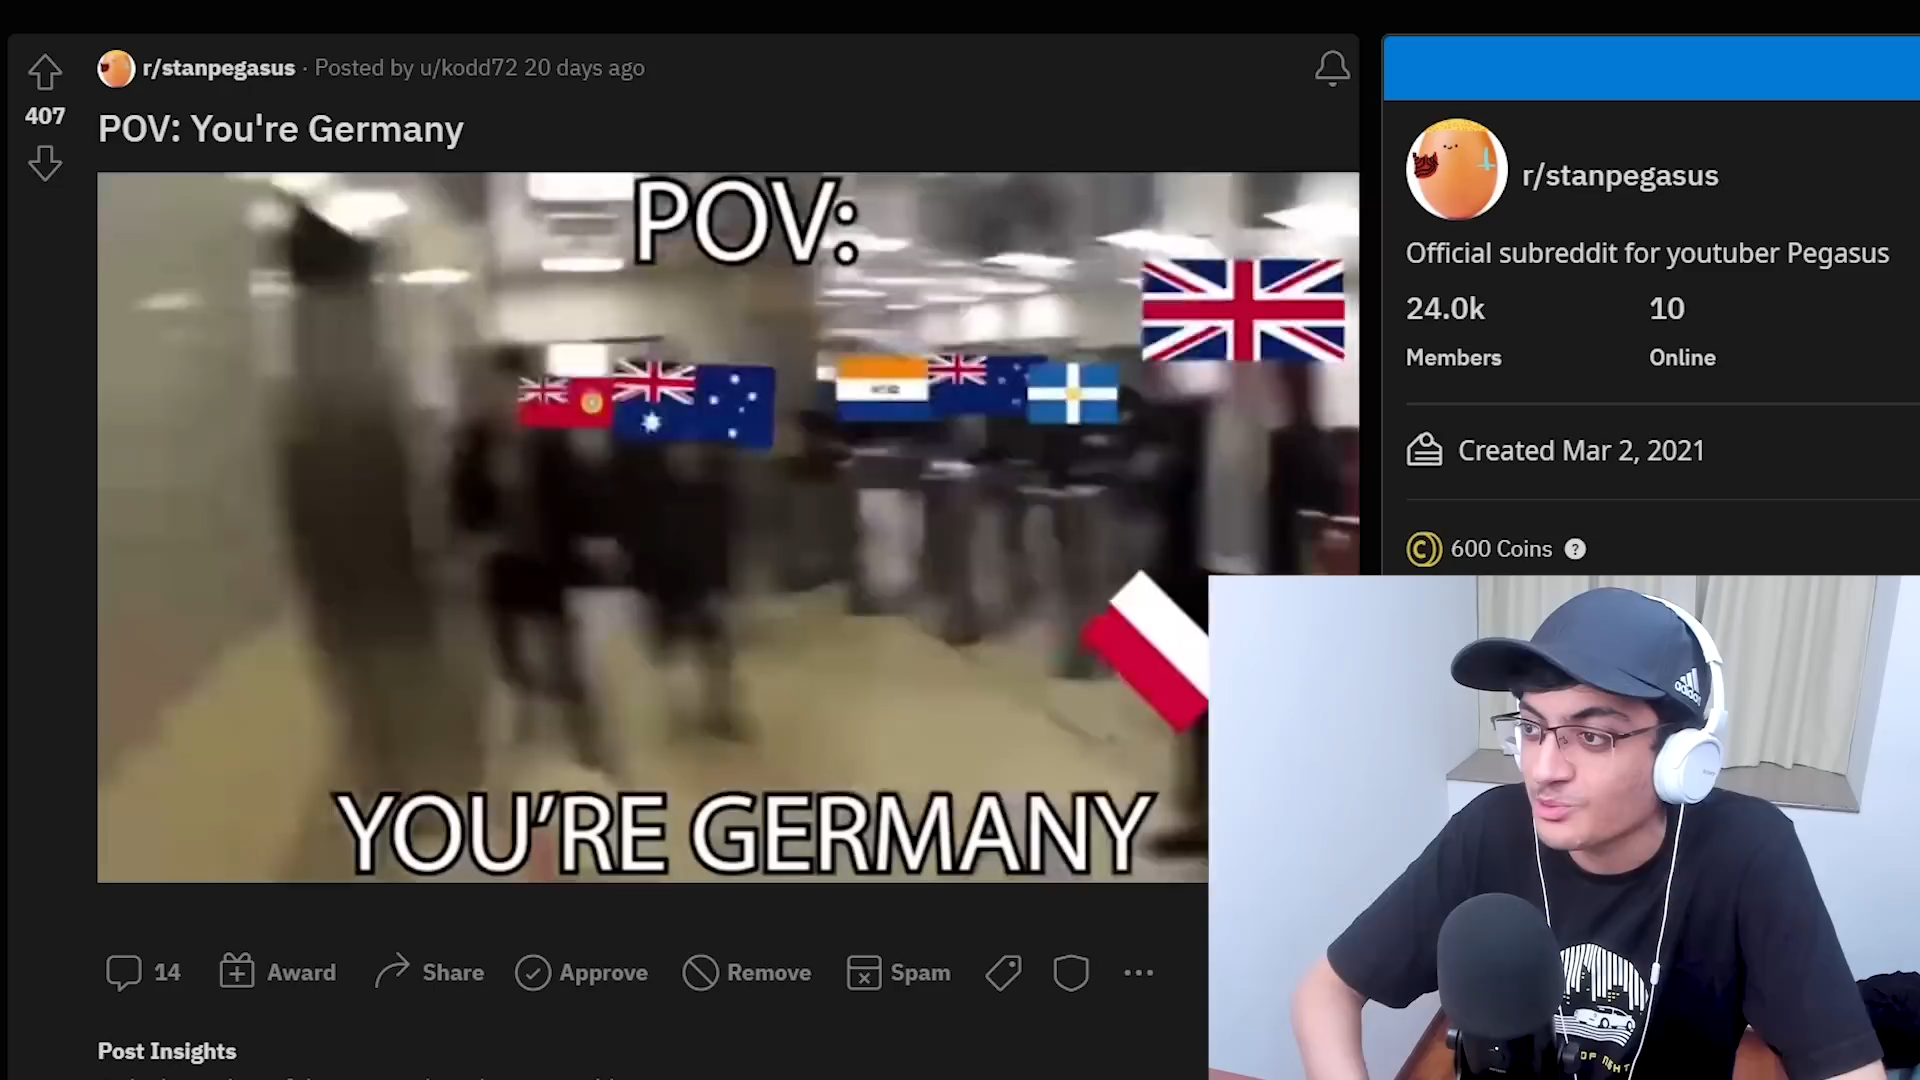 r/stanpegasus · Posted by u/kodd72 20 days ago
407
POV: You're Germany
POV:
YOU'RE GERMANY
14 Award Share Approve Remove Spam
Post Insights
r/stanpegasus
Official subreddit for youtuber Pegasus
24.0k 10
Members Online
Created Mar 2, 2021
600 Coins ?
adidas
SONY